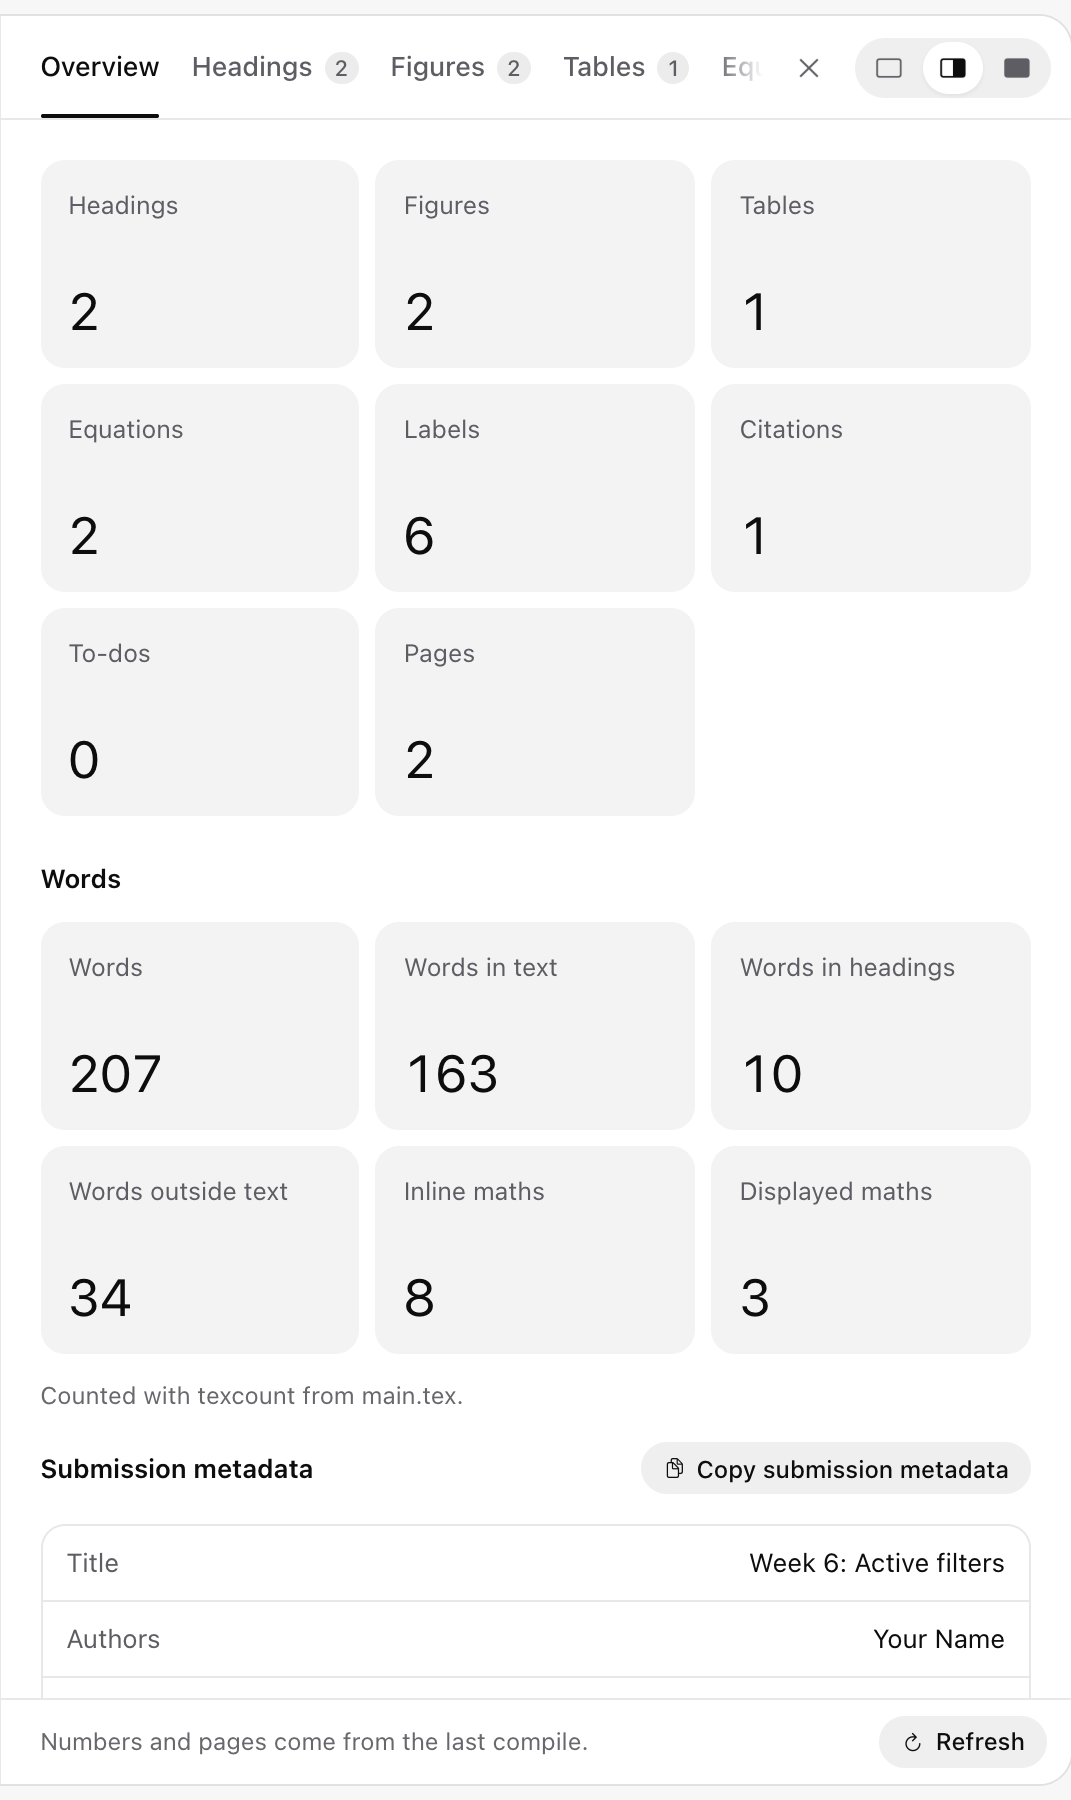 Overview Headings 2 Figures 2 Tables 1
Headings Figures Tables
2 2 1
Equations Labels Citations
2 6 1
To-dos Pages
0 2
Words
Words Words in text Words in headings
207 163 10
Words outside text Inline maths Displayed maths
34 8 3
Counted with texcount from main.tex.
Submission metadata Copy submission metadata
Title Week 6: Active filters
Authors Your Name
Numbers and pages come from the last compile. Refresh